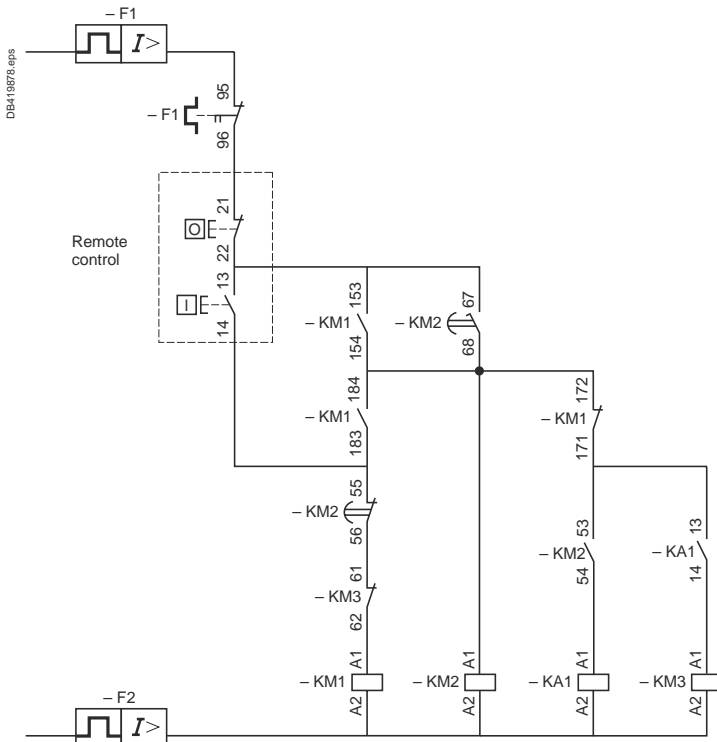 – F1
I>
DB419878.eps
95
– F1
96
21
O
Remote
control
22
13
I
14
153
67
– KM1
– KM2
154
68
184
172
– KM1
– KM1
183
171
55
– KM2
56
53
13
– KM2
– KA1
54
14
61
– KM3
62
A1
A1
A1
A1
– KM1
– KM2
– KA1
– KM3
A2
A2
A2
A2
– F2
I>